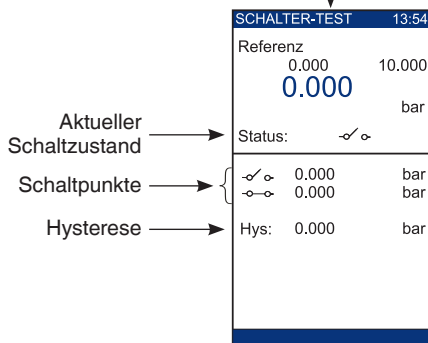 SCHALTER-TEST 13:54
Referenz
0.000 10.000
0.000
bar
Aktueller
Schaltzustand
Status:
Schaltpunkte
0.000 bar
0.000 bar
Hysterese
Hys: 0.000 bar